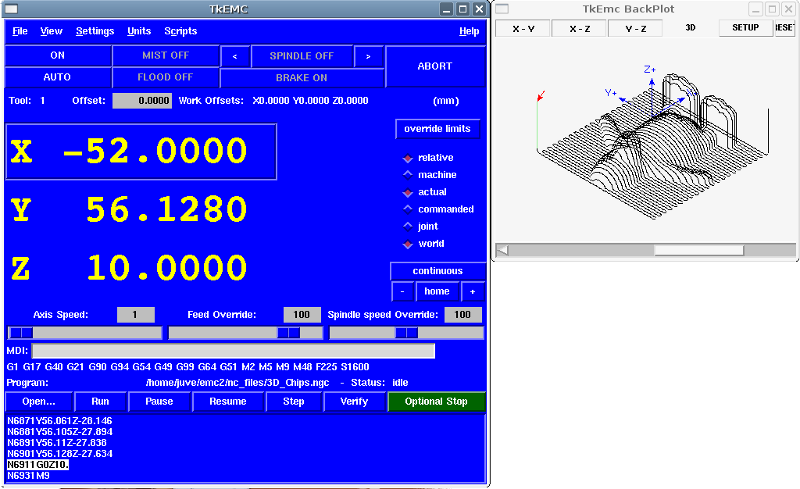 TkEMC
File View Settings Units Scripts Help
ON MIST OFF < SPINDLE OFF > ABORT
AUTO FLOOD OFF BRAKE ON
Tool: 1 Offset: 0.0000 Work Offsets: X0.0000 Y0.0000 Z0.0000 (mm)
override limits
X -52.0000
Y 56.1280
Z 10.0000
relative
machine
actual
commanded
joint
world
continuous
- home +
Axis Speed: 1 Feed Override: 100 Spindle speed Override: 100
MDI:
G1 G17 G40 G21 G90 G94 G54 G49 G99 G64 G51 M2 M5 M9 M48 F225 S1600
Program: /home/juve/emc2/nc_files/3D_Chips.ngc - Status: idle
Open... Run Pause Resume Step Verify Optional Stop
N6871Y56.061Z-28.146
N6881Y56.105Z-27.894
N6891Y56.11Z-27.838
N6901Y56.128Z-27.634
N6911G0Z10.
N6931M9
TkEmc BackPlot
X - Y X - Z Y - Z 3D SETUP
Z+
Y+